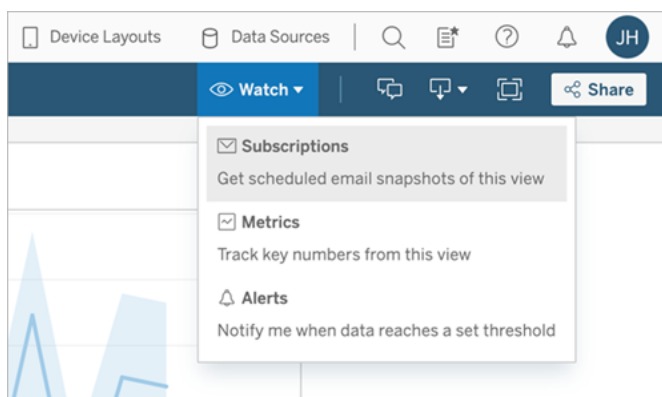 Device Layouts
Data Sources
JH
Watch
Share
Subscriptions
Get scheduled email snapshots of this view
Metrics
Track key numbers from this view
Alerts
Notify me when data reaches a set threshold